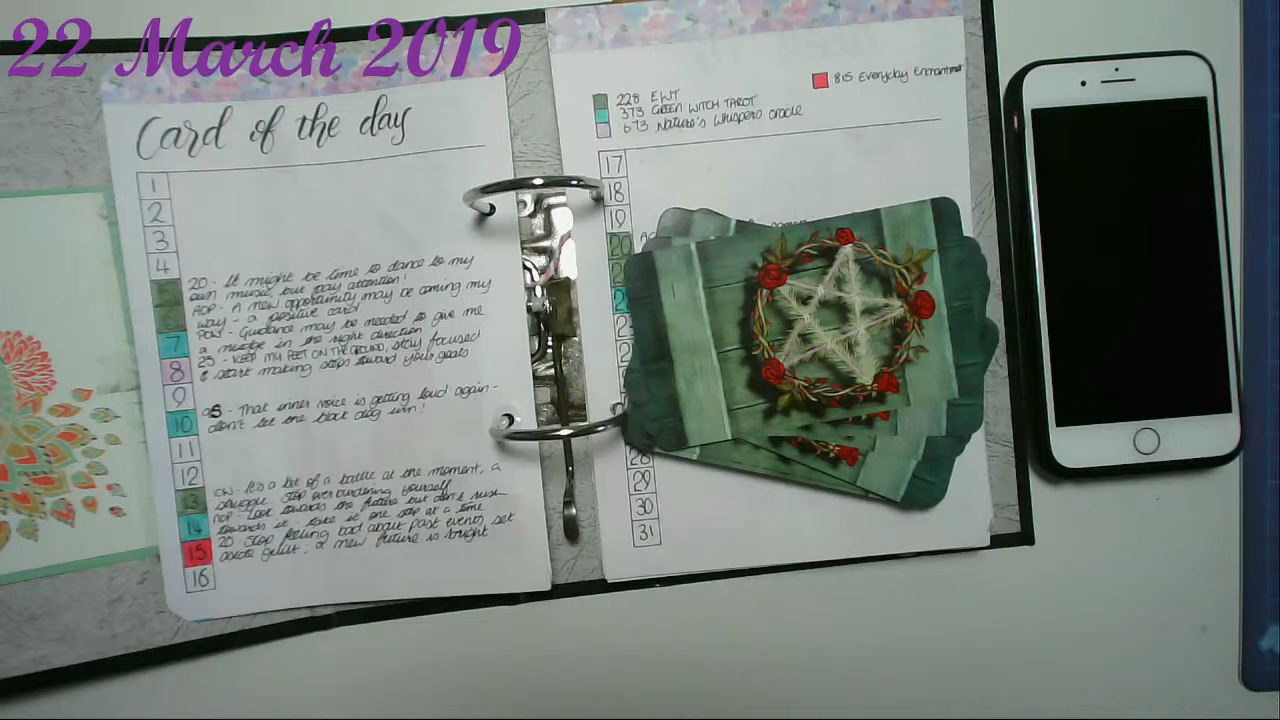 22 March 2019
Card of the day
1
2
3
4
20 - It might be time to dance to my
own music, but pay attention!
AOP - A new opportunity may be coming my
way - a positive card
POW - Guidance may be needed to give me
a nudge in the right direction
2S - KEEP MY FEET ON THE GROUND, stay focused
& start making steps toward your goals
7
8
9
9S - That inner voice is getting loud again -
don't let the black dog win!
10
11
12
10W - It's a bit of a battle at the moment, a
struggle. Stop over burdening yourself
Look towards the future but don't rush
towards it - take it one step at a time
20 Stop feeling bad about past events, set
aside guilt. a new future is bright
13
14
15
16
815 Everyday
228 EWT
373 GREEN WITCH TAROT
673 Nature's Whispers Oracle
17
18
19
20
28
29
30
31